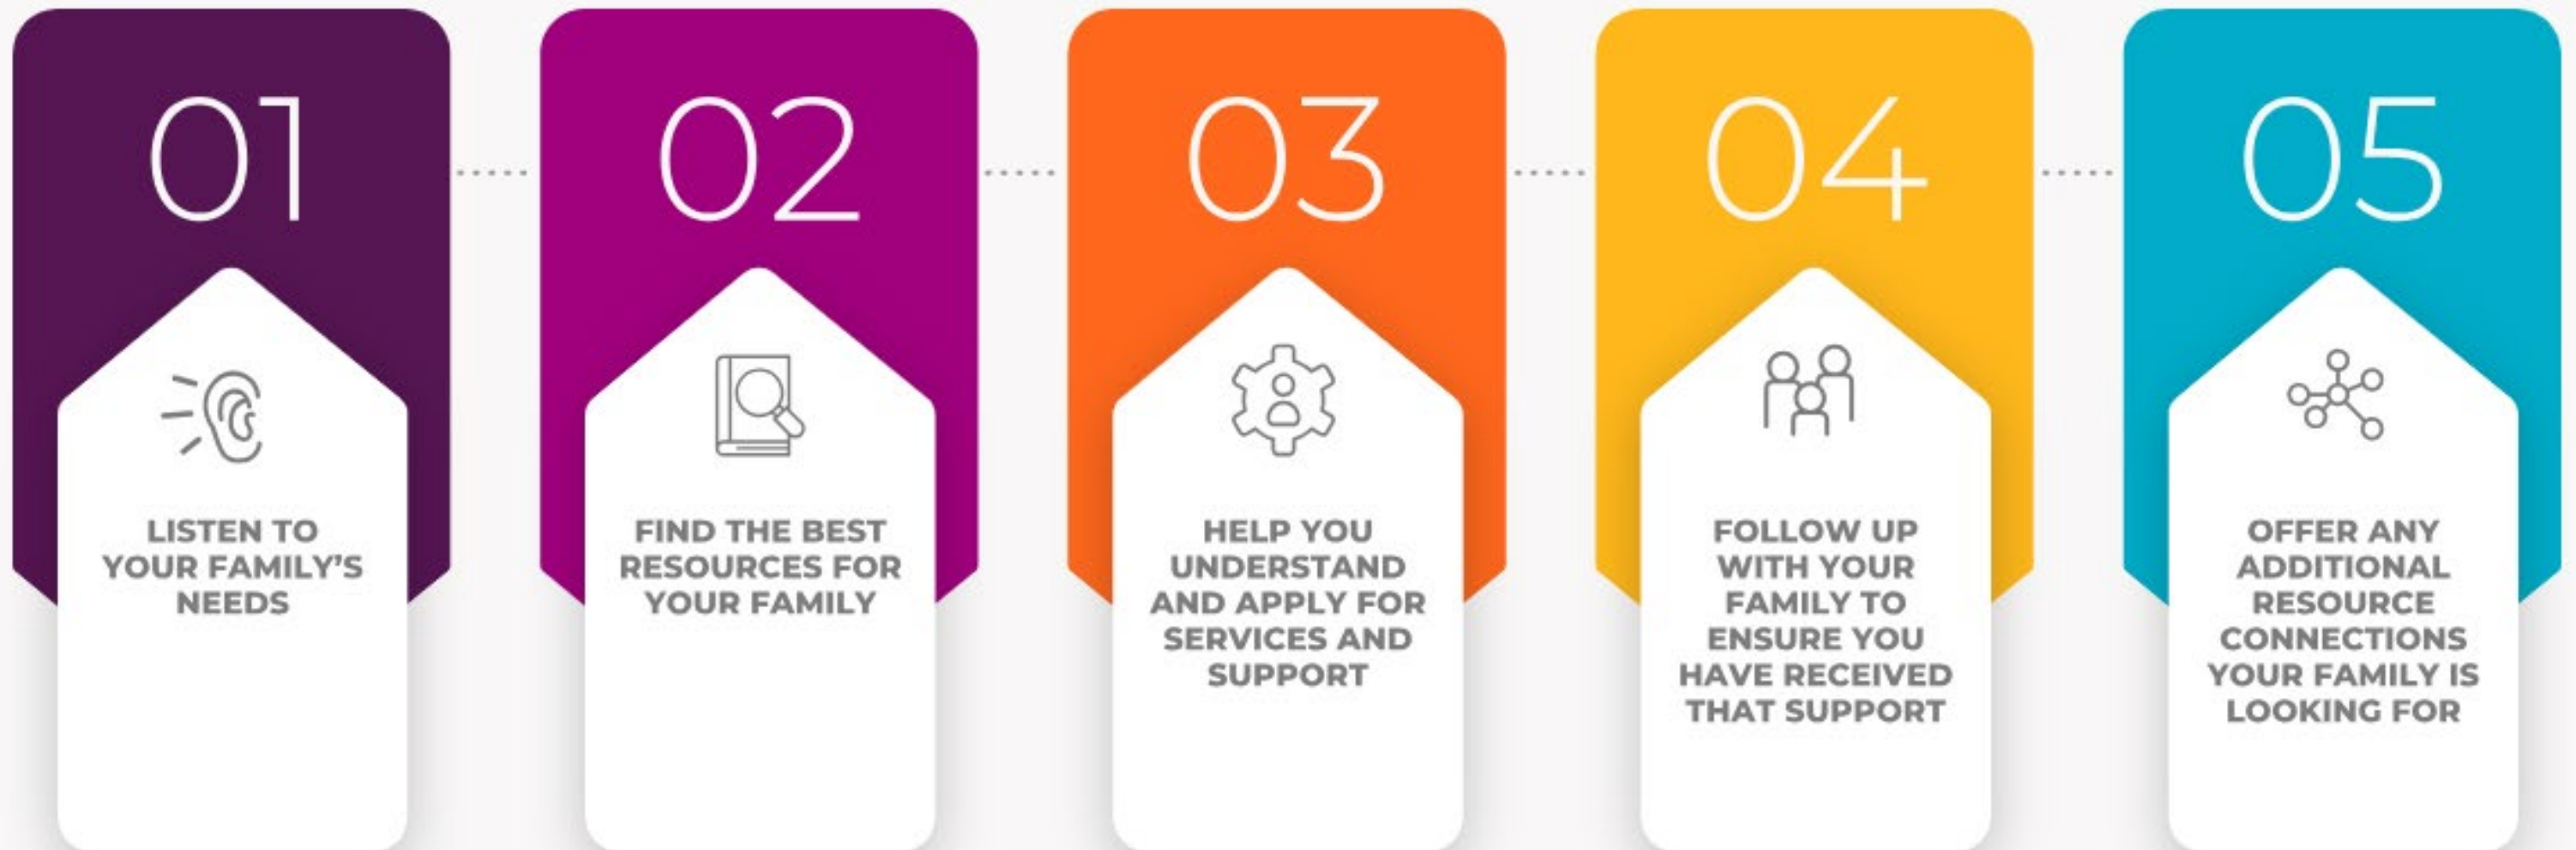 01
LISTEN TO
YOUR FAMILY'S
NEEDS
02
FIND THE BEST
RESOURCES FOR
YOUR FAMILY
03
HELP YOU
UNDERSTAND
AND APPLY FOR
SERVICES AND
SUPPORT
04
FOLLOW UP
WITH YOUR
FAMILY TO
ENSURE YOU
HAVE RECEIVED
THAT SUPPORT
05
OFFER ANY
ADDITIONAL
RESOURCE
CONNECTIONS
YOUR FAMILY IS
LOOKING FOR